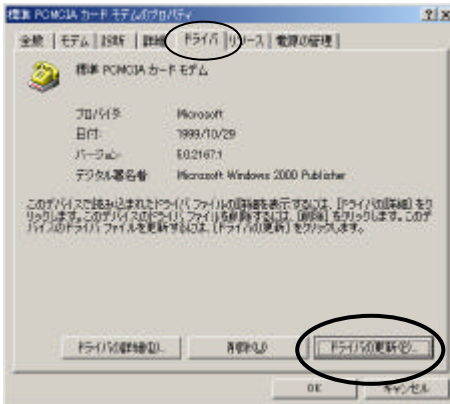 標準 PCMCIA カード モデムのプロパティ
全般 モデム 診断 詳細 ドライバ リソース 電源の管理
標準 PCMCIA カード モデム
プロバイダ: Microsoft
日付: 1999/10/29
バージョン: 5.0.2167.1
デジタル署名者: Microsoft Windows 2000 Publisher
このデバイスで読み込まれたドライバ ファイルの詳細を表示するには、[ドライバの詳細] をク
リックします。このデバイスのドライバ ファイルを削除するには、[削除] をクリックします。このデ
バイスのドライバ ファイルを更新するには、[ドライバの更新] をクリックします。
ドライバの詳細(D)... 削除(U) ドライバの更新(P)...
OK キャンセル